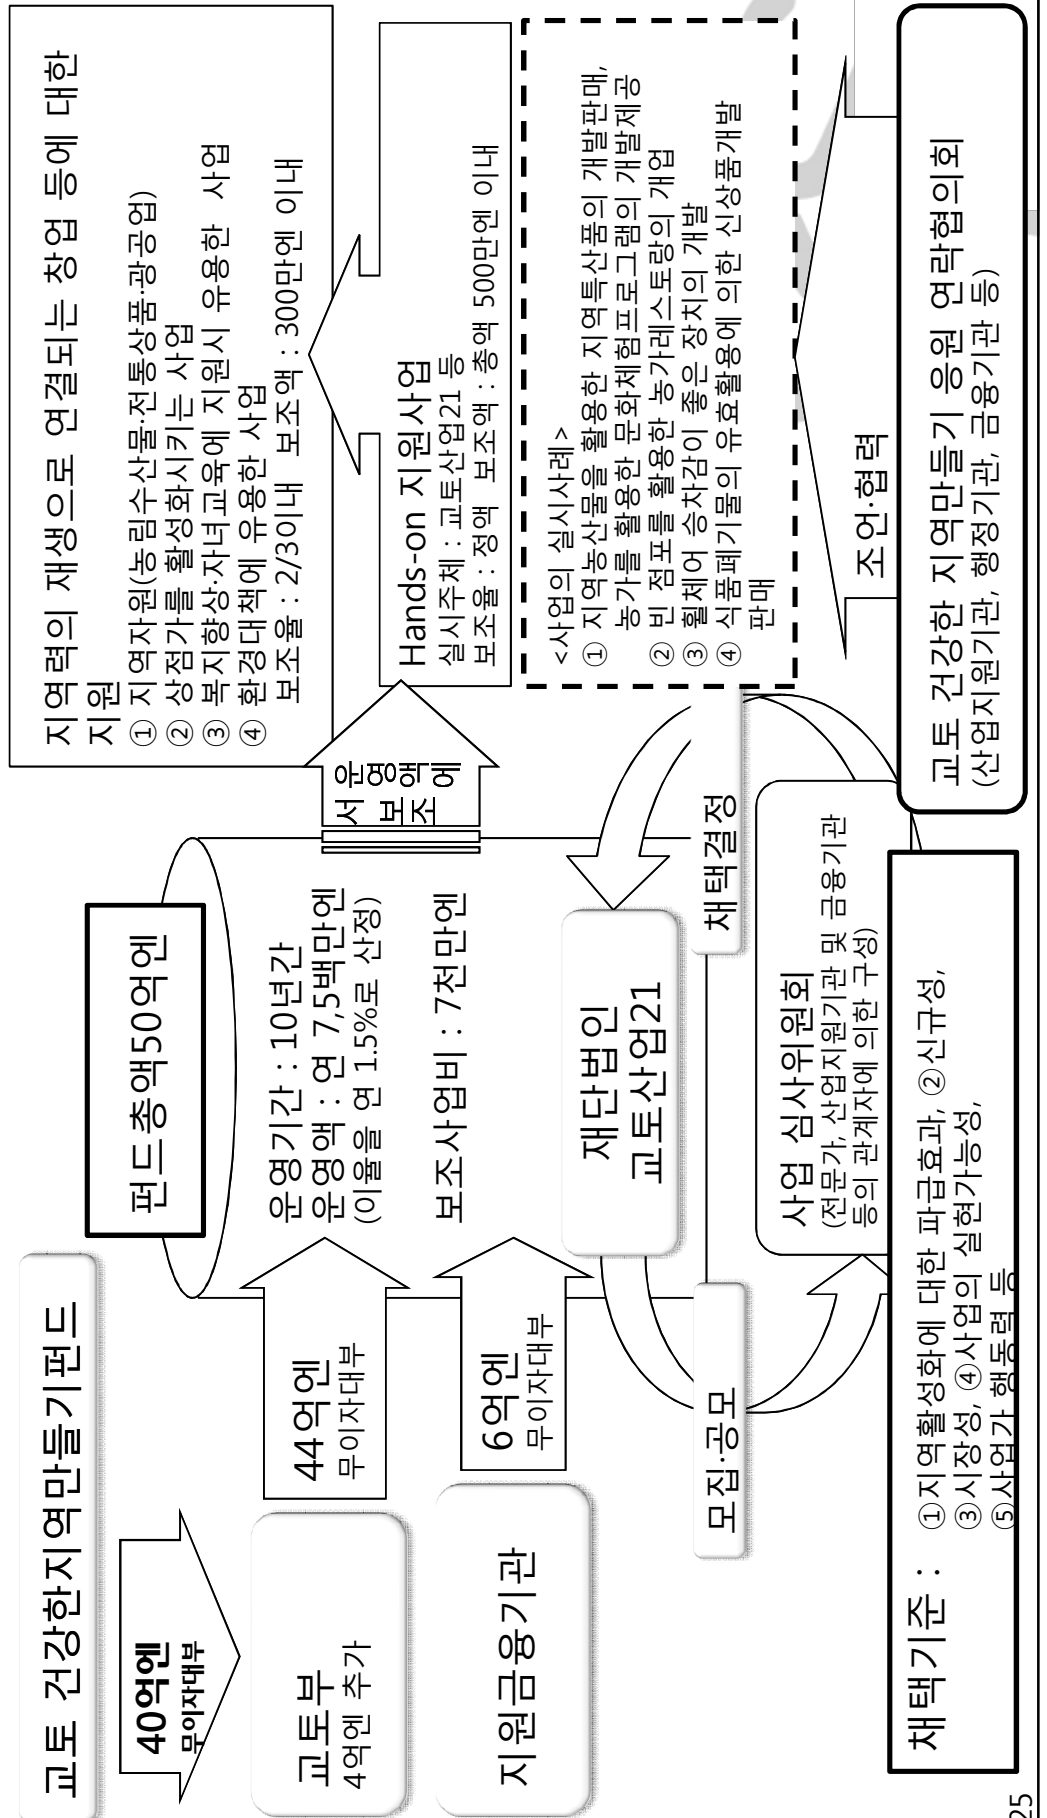 교토 건강한지역만들기펀드
40억엔
무이자대부
교토부
4억엔 추가
지원금융기관
44억엔
무이자대부
6억엔
무이자대부
펀드총액50억엔
운영기간 : 10년간
운영액 : 연 7,5백만엔
(이율을 연 1.5%로 산정)
보조사업비 : 7천만엔
운영액에
서 보조
지역력의 재생으로 연결되는 창업 등에 대한
지원
① 지역자원(농림수산물·전통상품·광공업)
② 상점가를 활성화시키는 사업
③ 복지향상·자녀교육에 지원시 유용한 사업
④ 환경대책에 유용한 사업
보조율 : 2/3이내 보조액 : 300만엔 이내
Hands-on 지원사업
실시주체 : 교토산업21 등
보조율 : 정액 보조액 : 총액 500만엔 이내
<사업의 실시사례>
① 지역농산물을 활용한 지역특산품의 개발판매,
농가를 활용한 문화체험프로그램의 개발제공
② 빈 점포를 활용한 농가레스토랑의 개업
③ 휠체어 승차감이 좋은 장치의 개발
④ 식품폐기물의 유효활용에 의한 신상품개발
판매
재단법인
교토산업21
모집·공모
채택결정
사업 심사위원회
(전문가, 산업지원기관 및 금융기관
등의 관계자에 의한 구성)
조언·협력
교토 건강한 지역만들기 응원 연락협의회
(산업지원기관, 행정기관, 금융기관 등)
채택기준 : ①지역활성화에 대한 파급효과, ②신규성,
③시장성, ④사업의 실현가능성,
⑤사업가 행동력 등
25